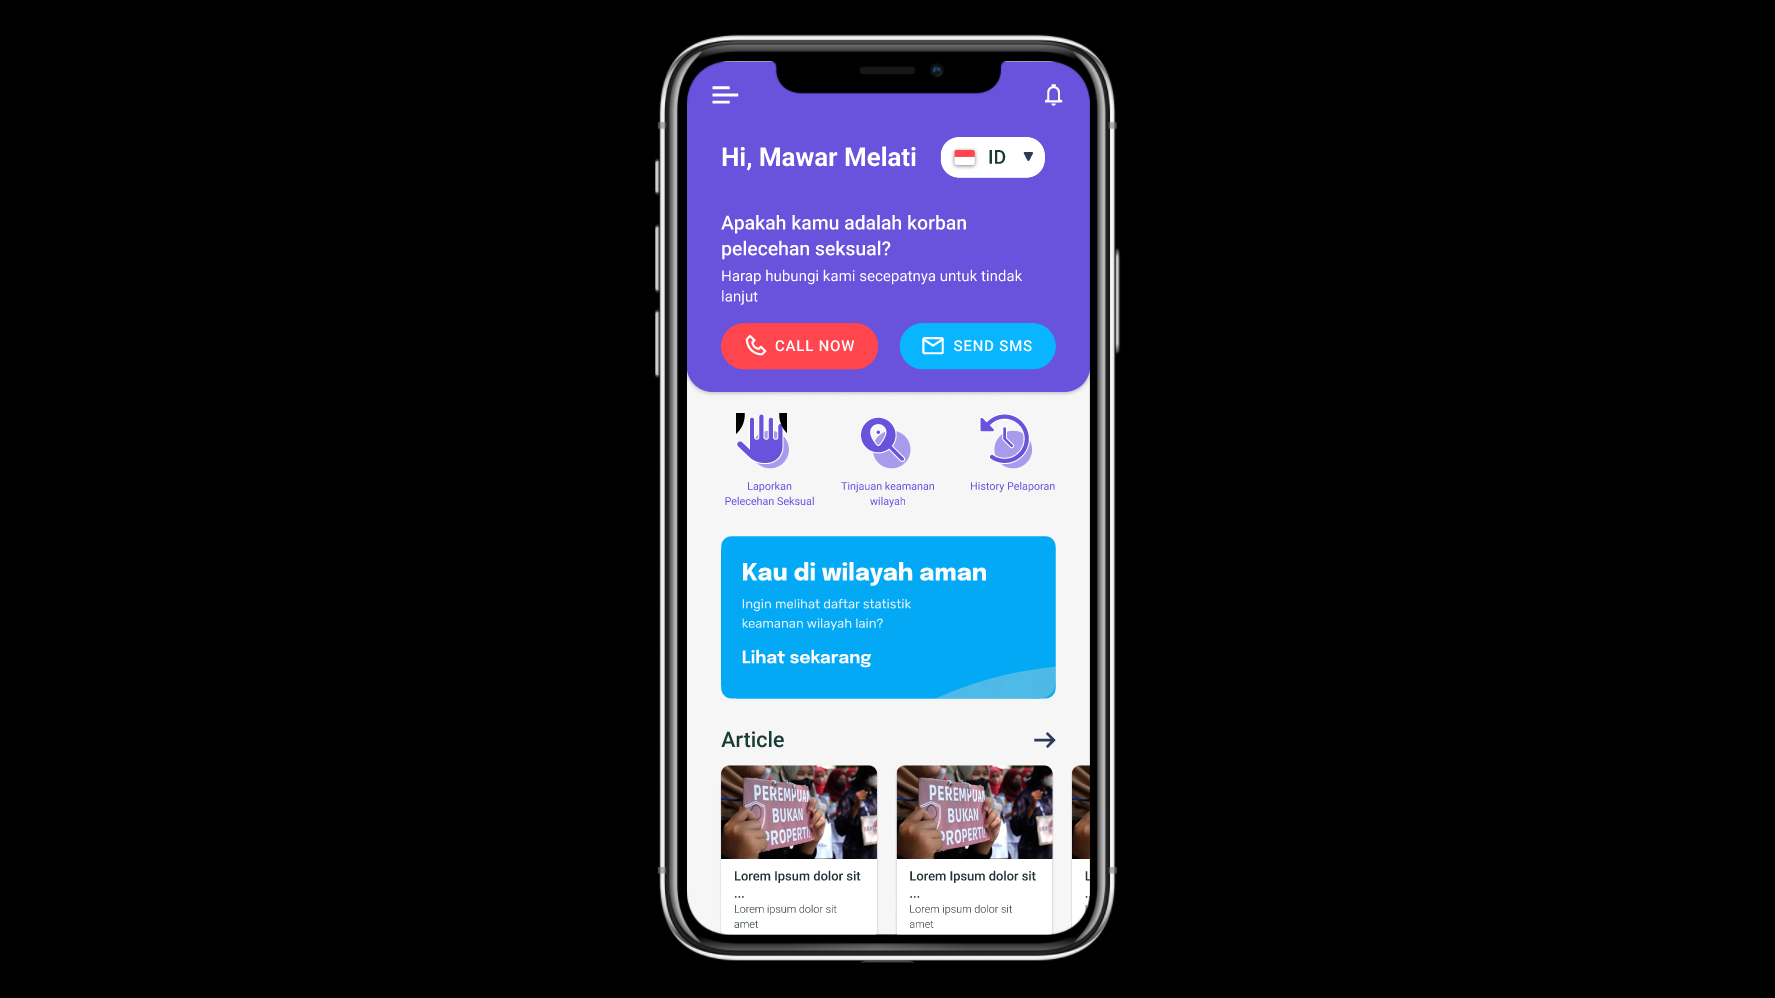 Hi, Mawar Melati
ID
Apakah kamu adalah korban
pelecehan seksual?
Harap hubungi kami secepatnya untuk tindak
lanjut
CALL NOW
SEND SMS
Laporkan
Pelecehan Seksual
Tinjauan keamanan
wilayah
History Pelaporan
Kau di wilayah aman
Ingin melihat daftar statistik
keamanan wilayah lain?
Lihat sekarang
Article
PEREMPUAN
BUKAN
PROPERTI
PEREMPUAN
BUKAN
PROPERTI
Lorem Ipsum dolor sit
...
Lorem ipsum dolor sit
amet
Lorem Ipsum dolor sit
...
Lorem ipsum dolor sit
amet